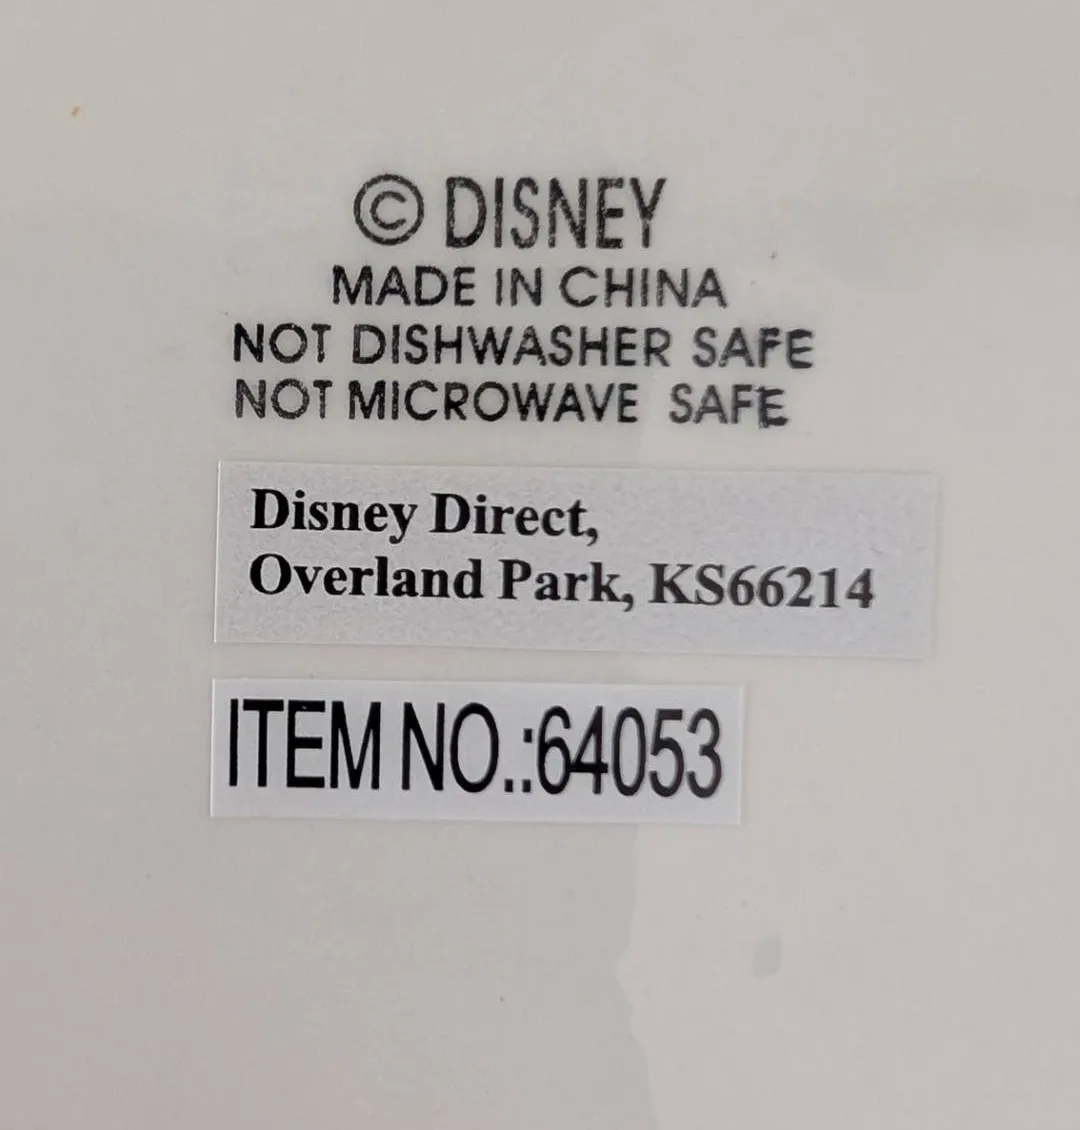 © DISNEY
MADE IN CHINA
NOT DISHWASHER SAFE
NOT MICROWAVE SAFE
Disney Direct,
Overland Park, KS66214
ITEM NO.:64053